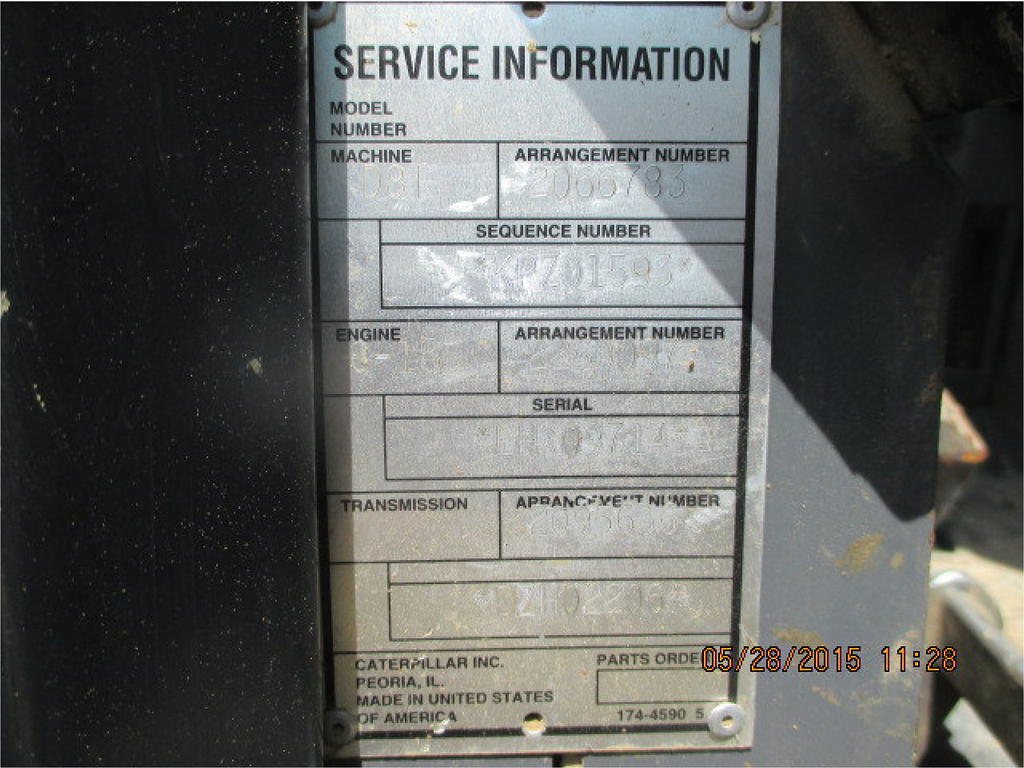 SERVICE INFORMATION
MODEL
NUMBER
MACHINE ARRANGEMENT NUMBER
D8T 2066783
SEQUENCE NUMBER
*KPZ01593*
ENGINE ARRANGEMENT NUMBER
SERIAL
TRANSMISSION ARRANGEMENT NUMBER
CATERPILLAR INC. PARTS ORDER
PEORIA, IL.
MADE IN UNITED STATES
OF AMERICA 174-4590 5
05/28/2015 11:28